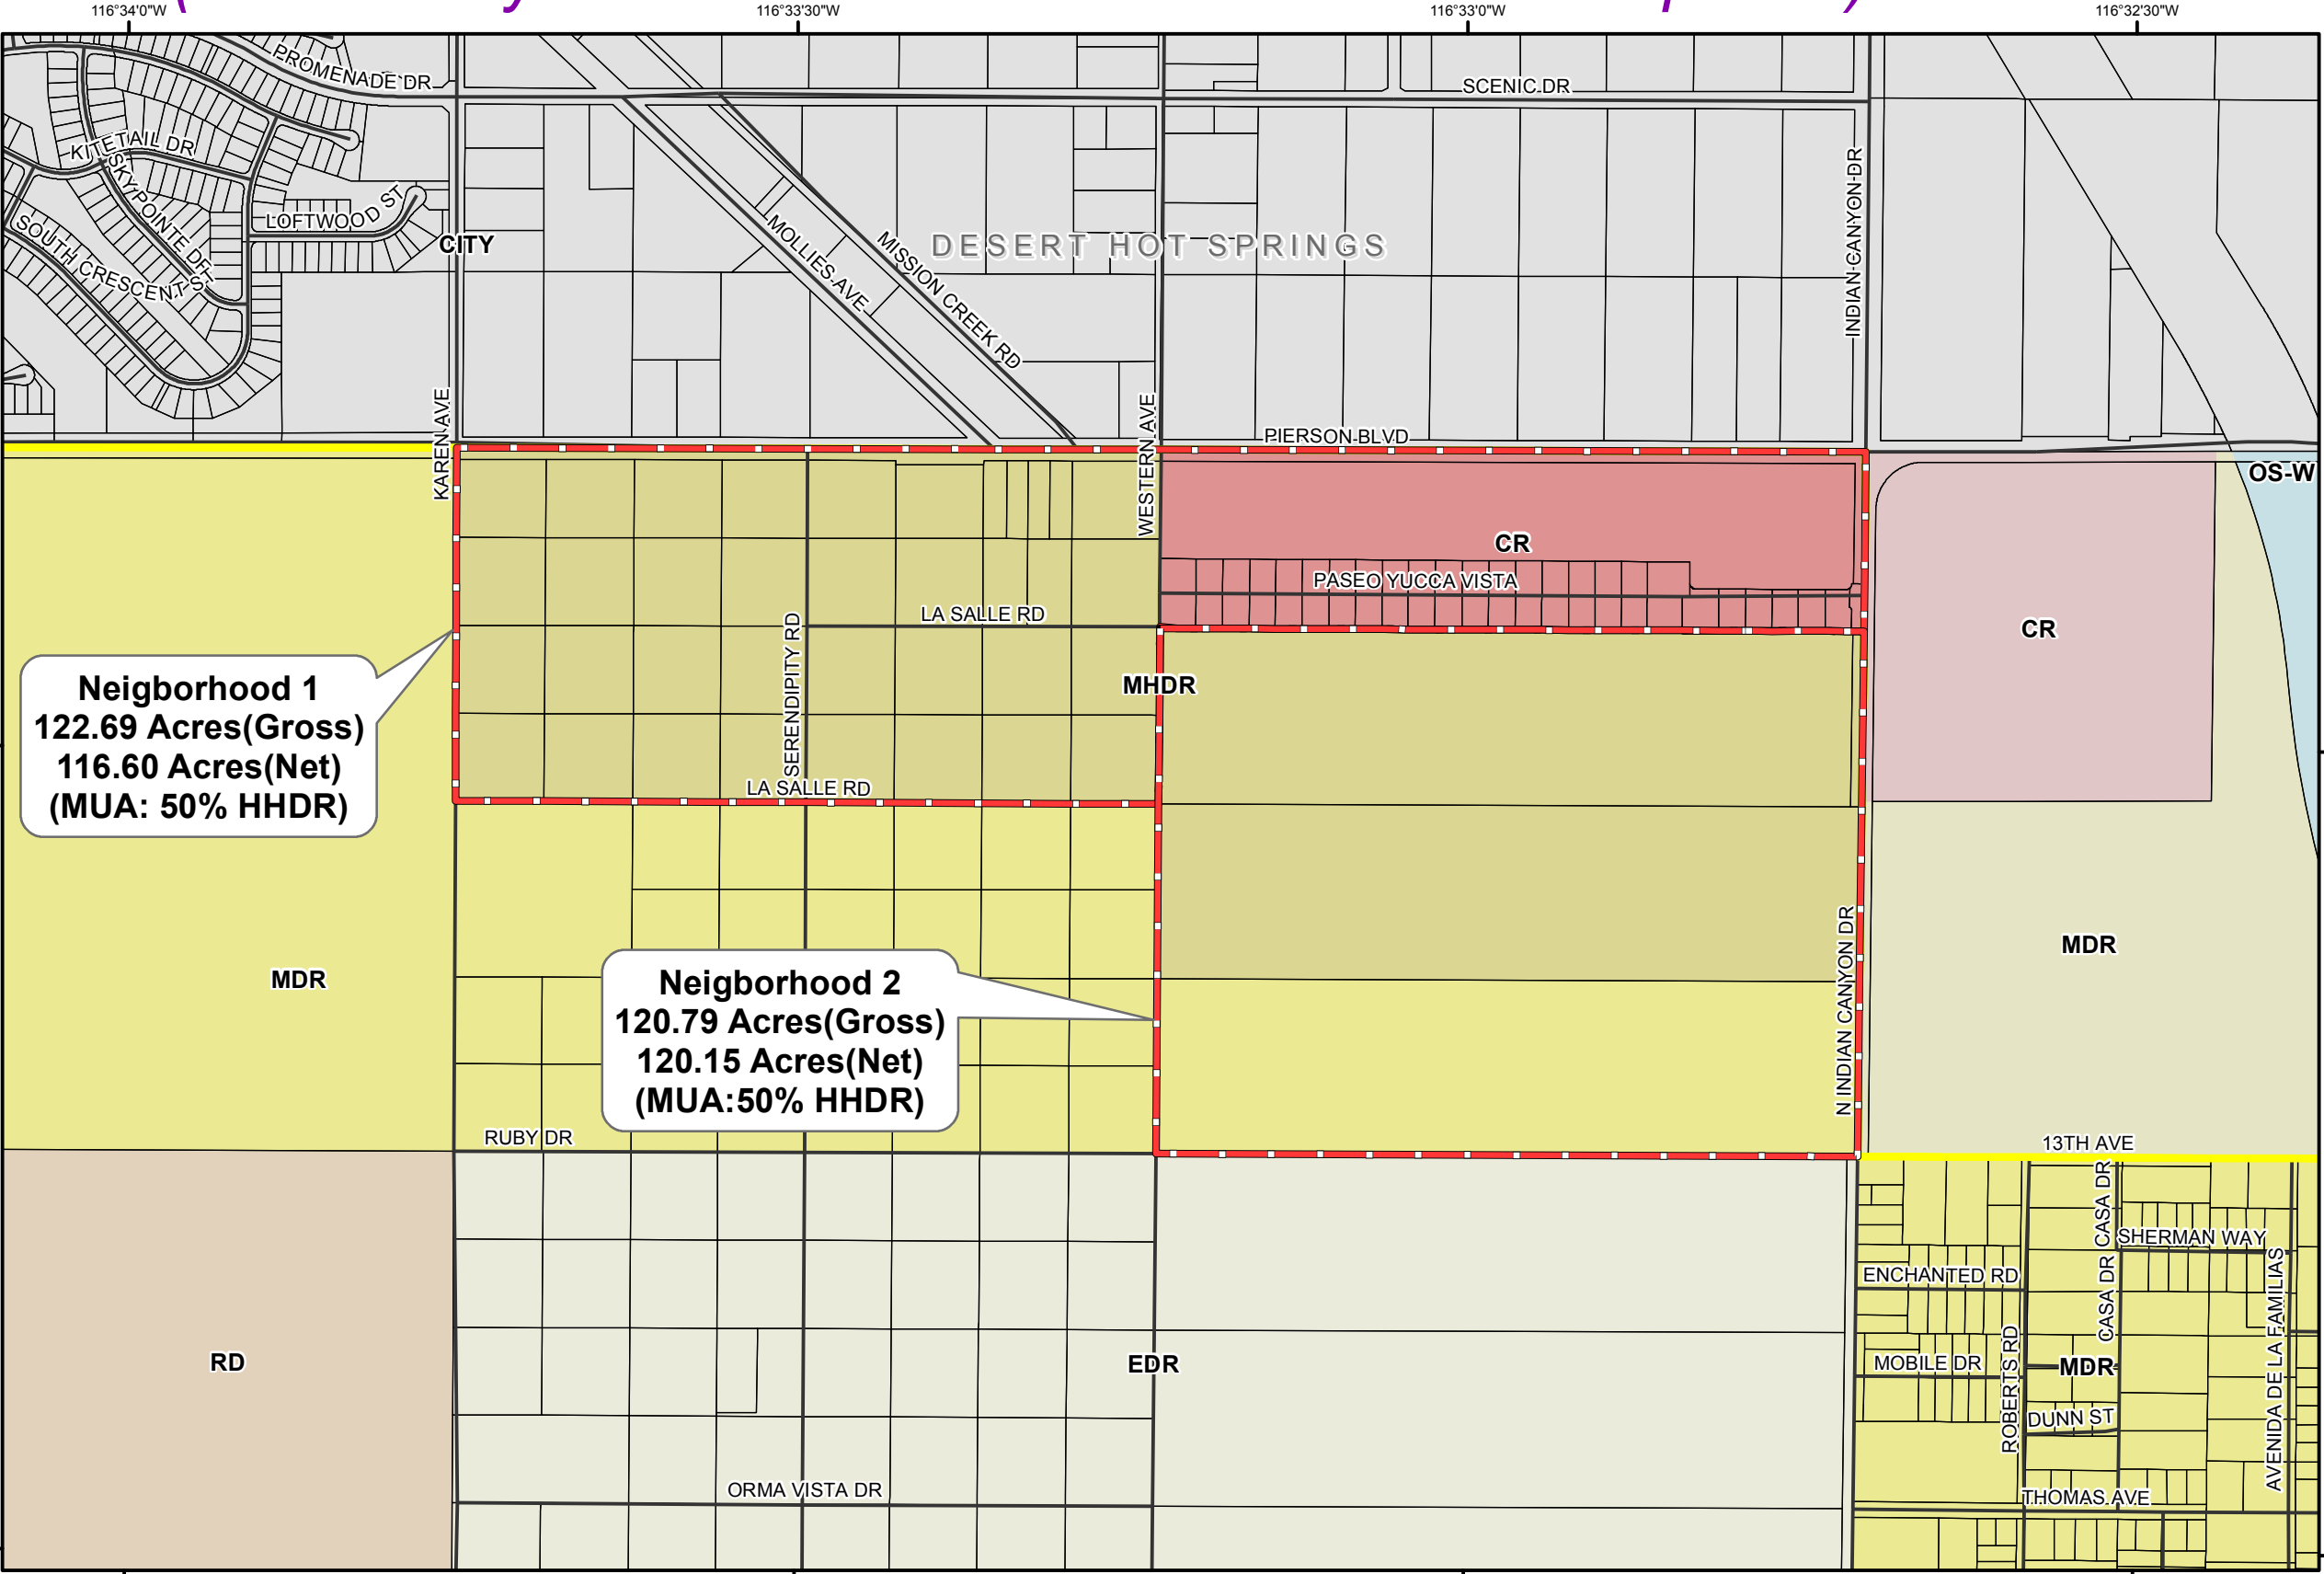 116°34'0"W
116°33'30"W
116°33'0"W
116°32'30"W
PROMENADE DR
SCENIC DR
KITETAIL DR
SKYPOINTE DR
LOFTWOOD ST
SOUTH CRESCENT ST
CITY
MOLLIES AVE
MISSION CREEK RD
DESERT HOT SPRINGS
INDIAN CANYON DR
KAREN AVE
WESTERN AVE
PIERSON BLVD
OS-W
CR
PASEO YUCCA VISTA
LA SALLE RD
CR
SERENDIPITY RD
MHDR
Neigborhood 1
122.69 Acres(Gross)
116.60 Acres(Net)
(MUA: 50% HHDR)
LA SALLE RD
MDR
MDR
N INDIAN CANYON DR
Neigborhood 2
120.79 Acres(Gross)
120.15 Acres(Net)
(MUA:50% HHDR)
RUBY DR
13TH AVE
CASA DR
SHERMAN WAY
ENCHANTED RD
CASA DR
AVENIDA DE LA FAMILIAS
RD
EDR
MOBILE DR
ROBERTS RD
MDR
DUNN ST
ORMA VISTA DR
THOMAS AVE